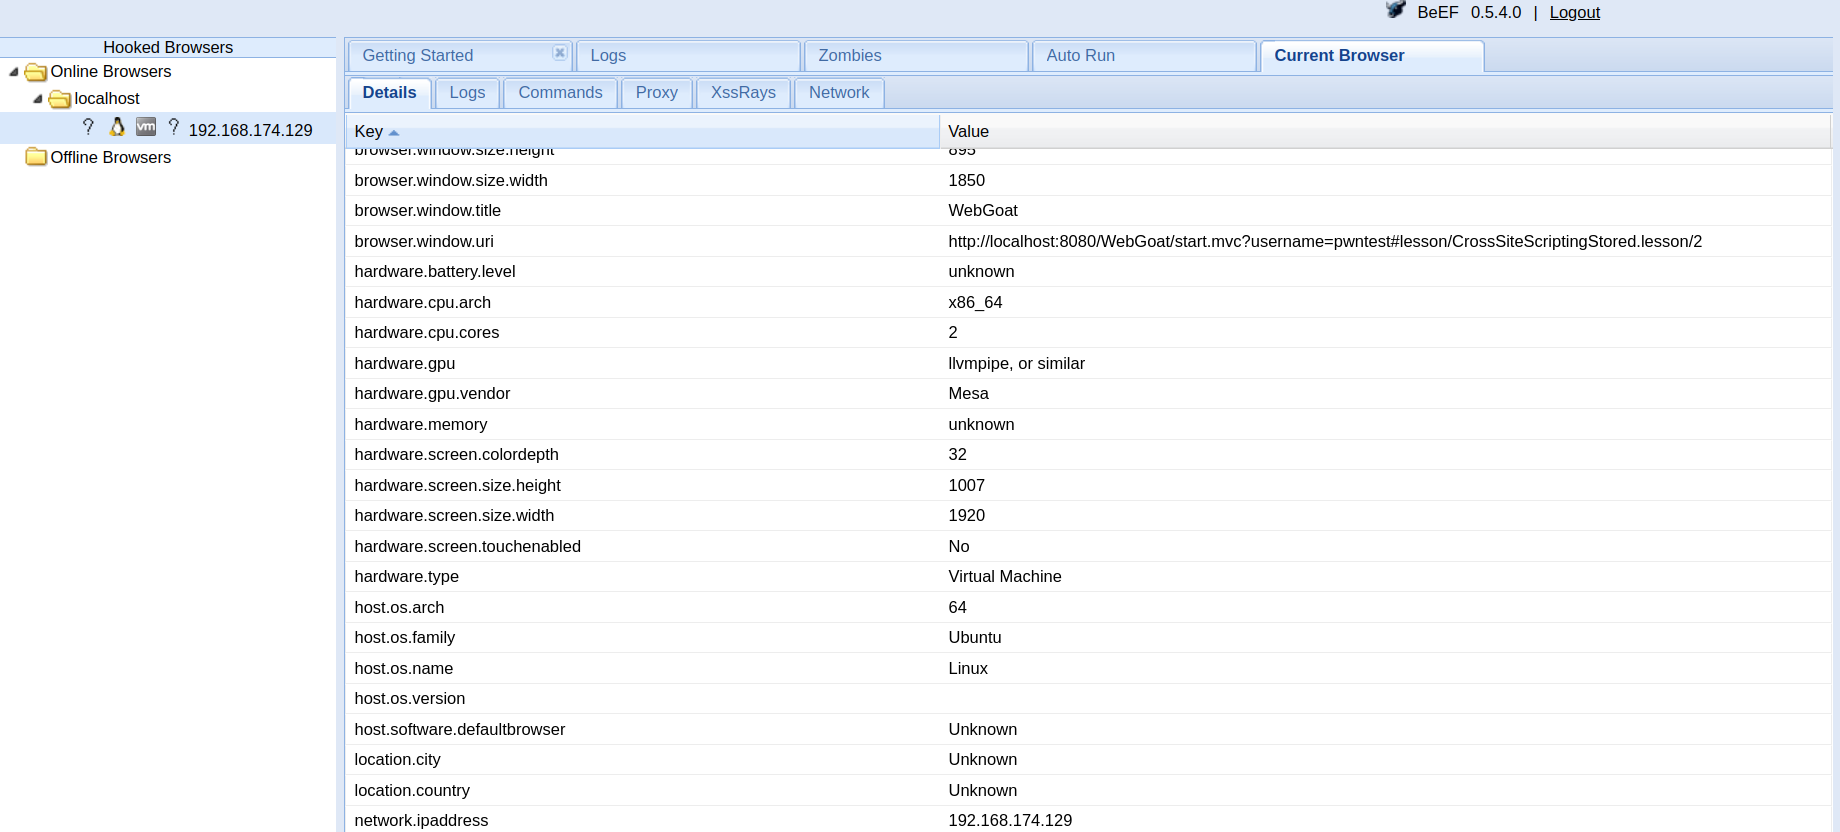 BeEF 0.5.4.0 | Logout
Hooked Browsers
Online Browsers
localhost
? vm ? 192.168.174.129
Offline Browsers
Getting Started Logs Zombies Auto Run Current Browser
Details Logs Commands Proxy XssRays Network
Key Value
browser.window.size.height 895
browser.window.size.width 1850
browser.window.title WebGoat
browser.window.uri http://localhost:8080/WebGoat/start.mvc?username=pwntest#lesson/CrossSiteScriptingStored.lesson/2
hardware.battery.level unknown
hardware.cpu.arch x86_64
hardware.cpu.cores 2
hardware.gpu llvmpipe, or similar
hardware.gpu.vendor Mesa
hardware.memory unknown
hardware.screen.colordepth 32
hardware.screen.size.height 1007
hardware.screen.size.width 1920
hardware.screen.touchenabled No
hardware.type Virtual Machine
host.os.arch 64
host.os.family Ubuntu
host.os.name Linux
host.os.version
host.software.defaultbrowser Unknown
location.city Unknown
location.country Unknown
network.ipaddress 192.168.174.129